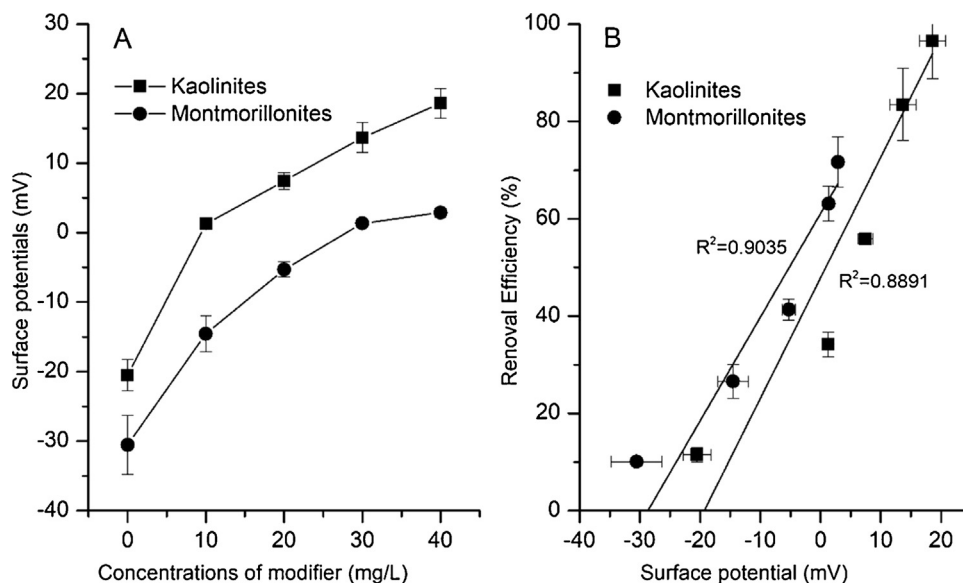 A
Kaolinites
Montmorillonites
30
20
10
0
-10
-20
-30
-40
Surface potentials (mV)
0 10 20 30 40
Concentrations of modifier (mg/L)
B
Kaolinites
Montmorillonites
100
80
60
40
20
0
Renoval Efficiency (%)
R²=0.9035
R²=0.8891
-40 -30 -20 -10 0 10 20
Surface potential (mV)